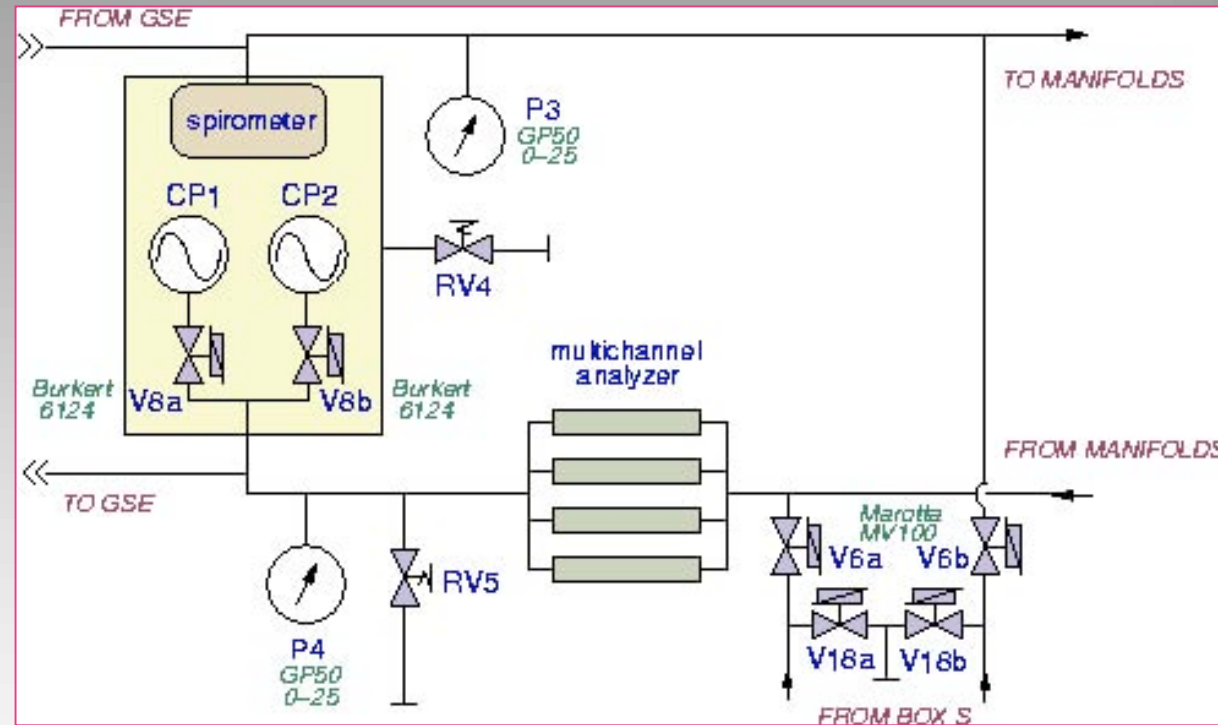 FROM GSE
TO MANIFOLDS
spirometer
P3
GP50
0–25
CP1
CP2
RV4
multichannel
analyzer
Burkert
6124
V8a
V8b
Burkert
6124
FROM MANIFOLDS
TO GSE
Marotta
MV100
V6a
V6b
RV5
P4
GP50
0–25
V18a
V18b
FROM BOX S